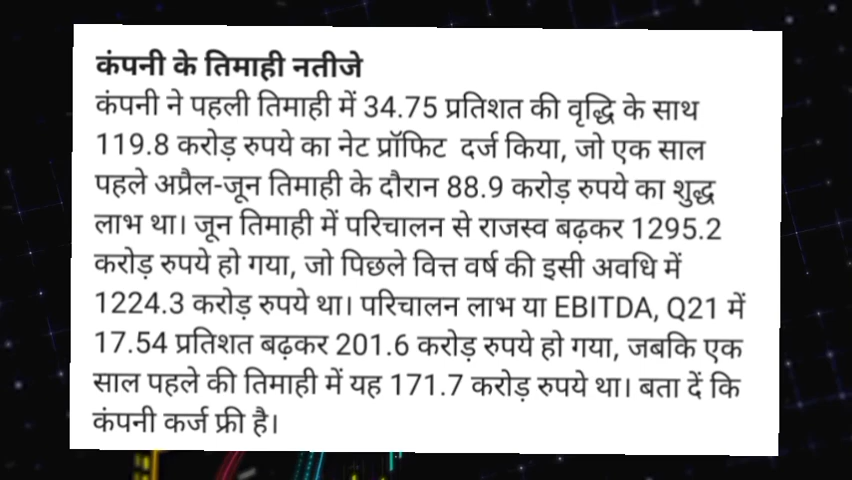 कंपनी के तिमाही नतीजे
कंपनी ने पहली तिमाही में 34.75 प्रतिशत की वृद्धि के साथ
119.8 करोड़ रुपये का नेट प्रॉफिट दर्ज किया, जो एक साल
पहले अप्रैल-जून तिमाही के दौरान 88.9 करोड़ रुपये का शुद्ध
लाभ था। जून तिमाही में परिचालन से राजस्व बढ़कर 1295.2
करोड़ रुपये हो गया, जो पिछले वित्त वर्ष की इसी अवधि में
1224.3 करोड़ रुपये था। परिचालन लाभ या EBITDA, Q21 में
17.54 प्रतिशत बढ़कर 201.6 करोड़ रुपये हो गया, जबकि एक
साल पहले की तिमाही में यह 171.7 करोड़ रुपये था। बता दें कि
कंपनी कर्ज फ्री है।